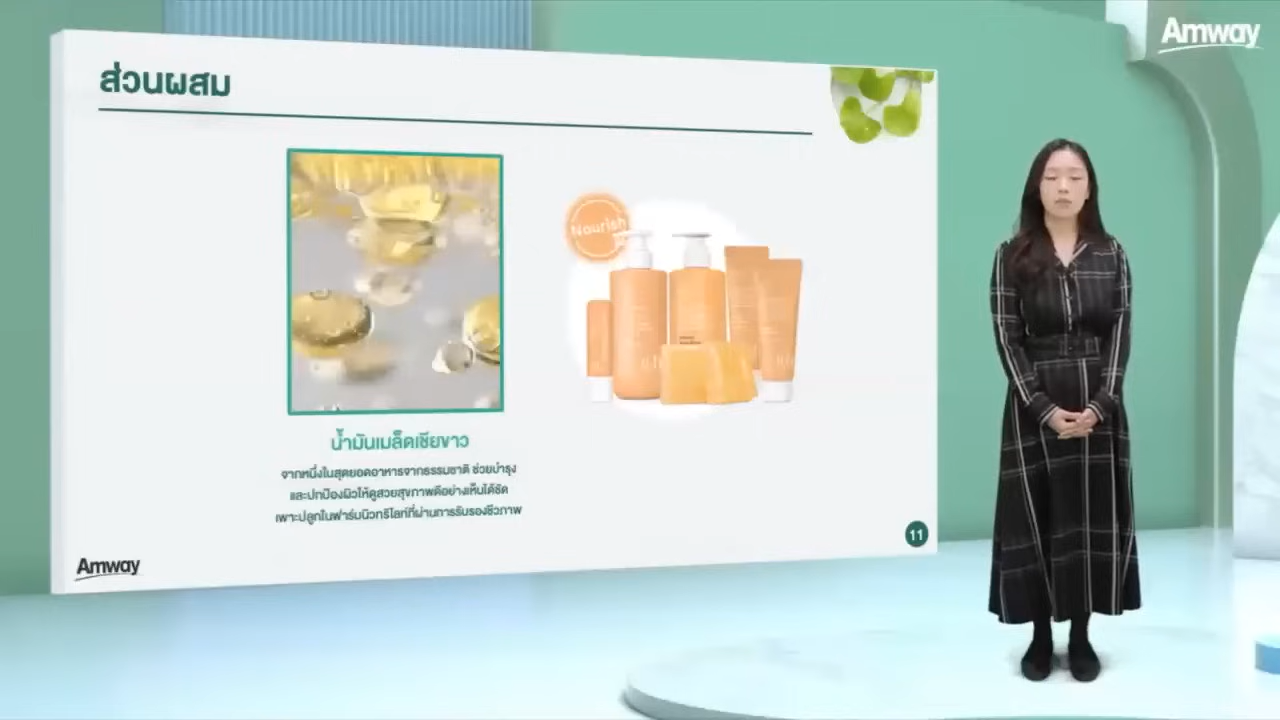 Amway
ส่วนผสม
Nourish
น้ำมันเมล็ดเชียขาว
จากหนึ่งในสุดยอดอาหารจากธรรมชาติ ช่วยบำรุง
และปกป้องผิวให้ดูสวยสุขภาพดีอย่างเห็นได้ชัด
เพาะปลูกในฟาร์มนิวทริไลท์ที่ผ่านการรับรองชีวภาพ
11
Amway